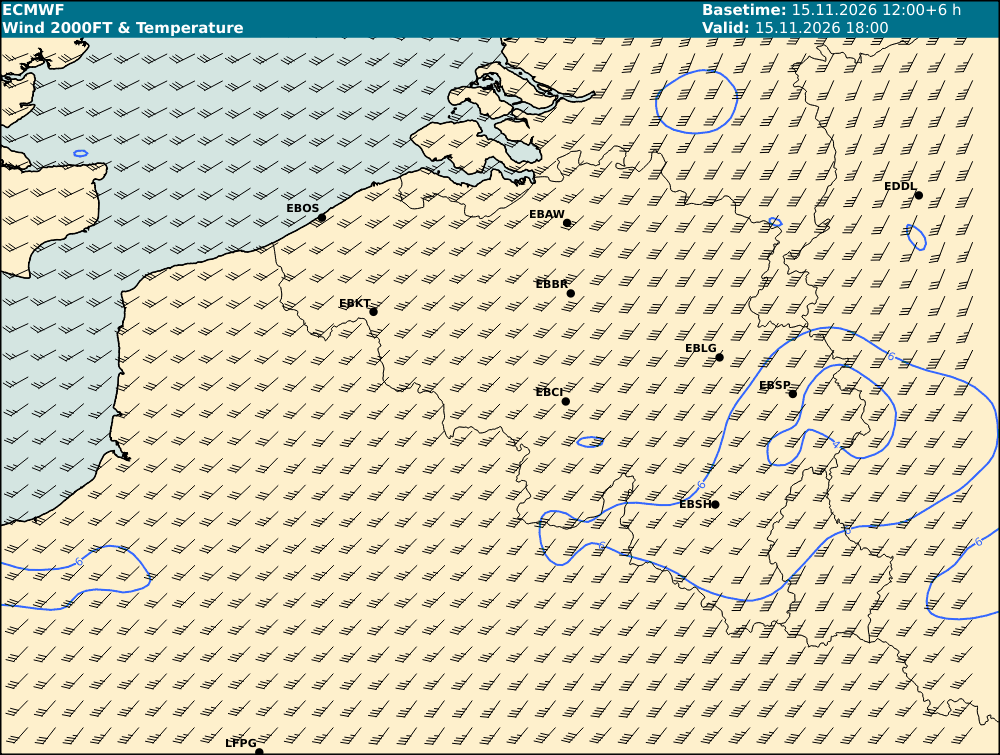 ECMWF
Wind 2000FT & Temperature
Basetime: 15.11.2026 12:00+6 h
Valid: 15.11.2026 18:00
EDDL
EBOS
EBAW
EBBR
EBKT
EBLG
6
EBSP
EBCI
4
6
EBSH
6
6
6
6
LFPG